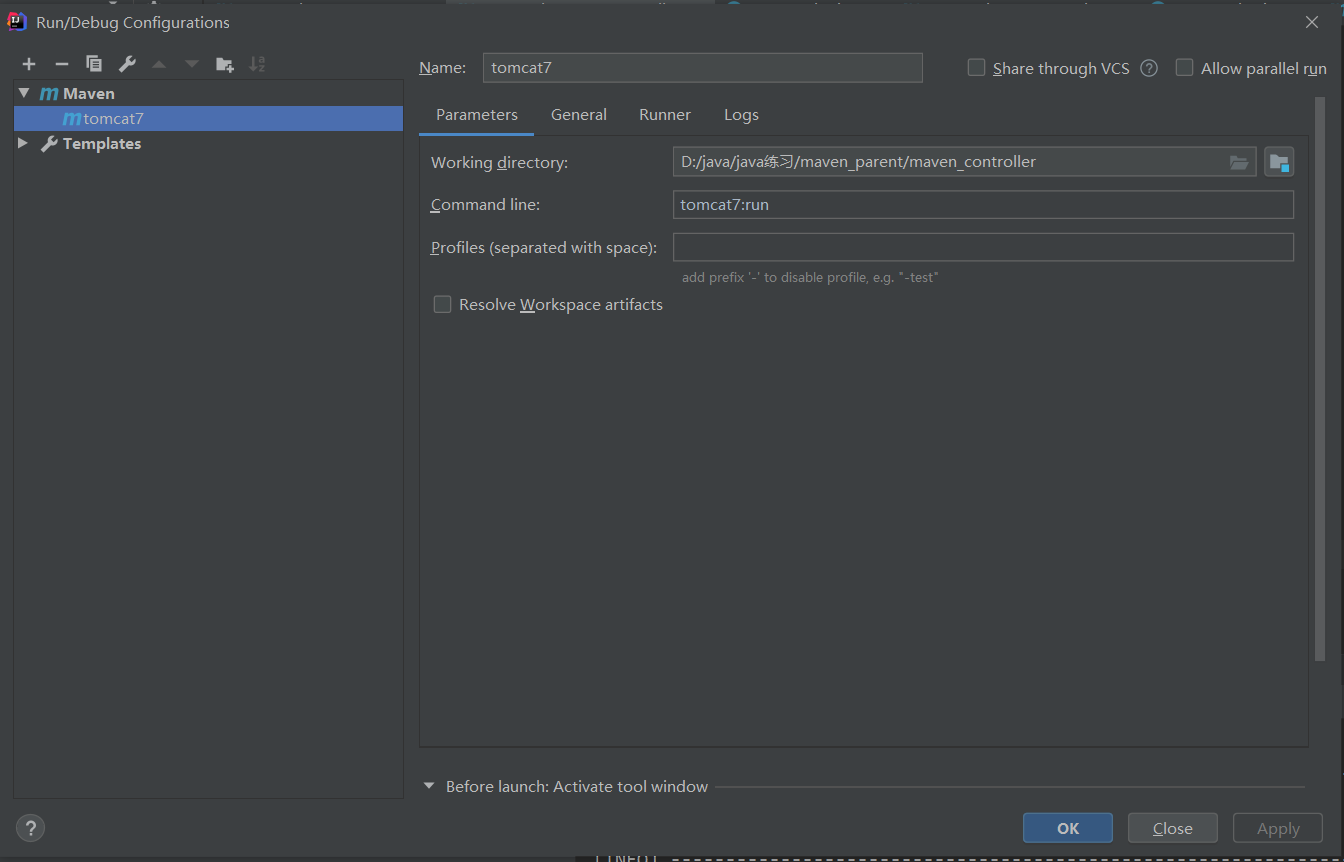 Run/Debug Configurations
Name: tomcat7
Share through VCS
Allow parallel run
Maven
tomcat7
Templates
Parameters General Runner Logs
Working directory: D:/java/java练习/maven_parent/maven_controller
Command line: tomcat7:run
Profiles (separated with space):
add prefix '-' to disable profile, e.g. "-test"
Resolve Workspace artifacts
Before launch: Activate tool window
? OK Close Apply